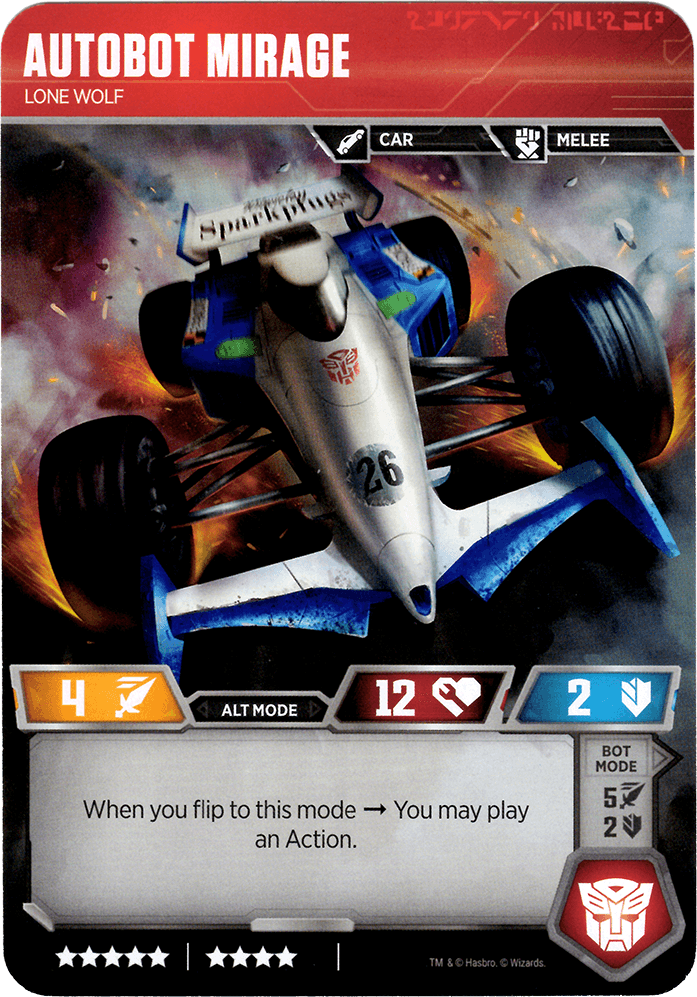 AUTOBOT MIRAGE
LONE WOLF
CAR
MELEE
Sparkplugs
26
4
ALT MODE
12
2
BOT
MODE
5
2
When you flip to this mode → You may play
an Action.
★★★★★ | ★★★★ |
TM & © Hasbro. © Wizards.